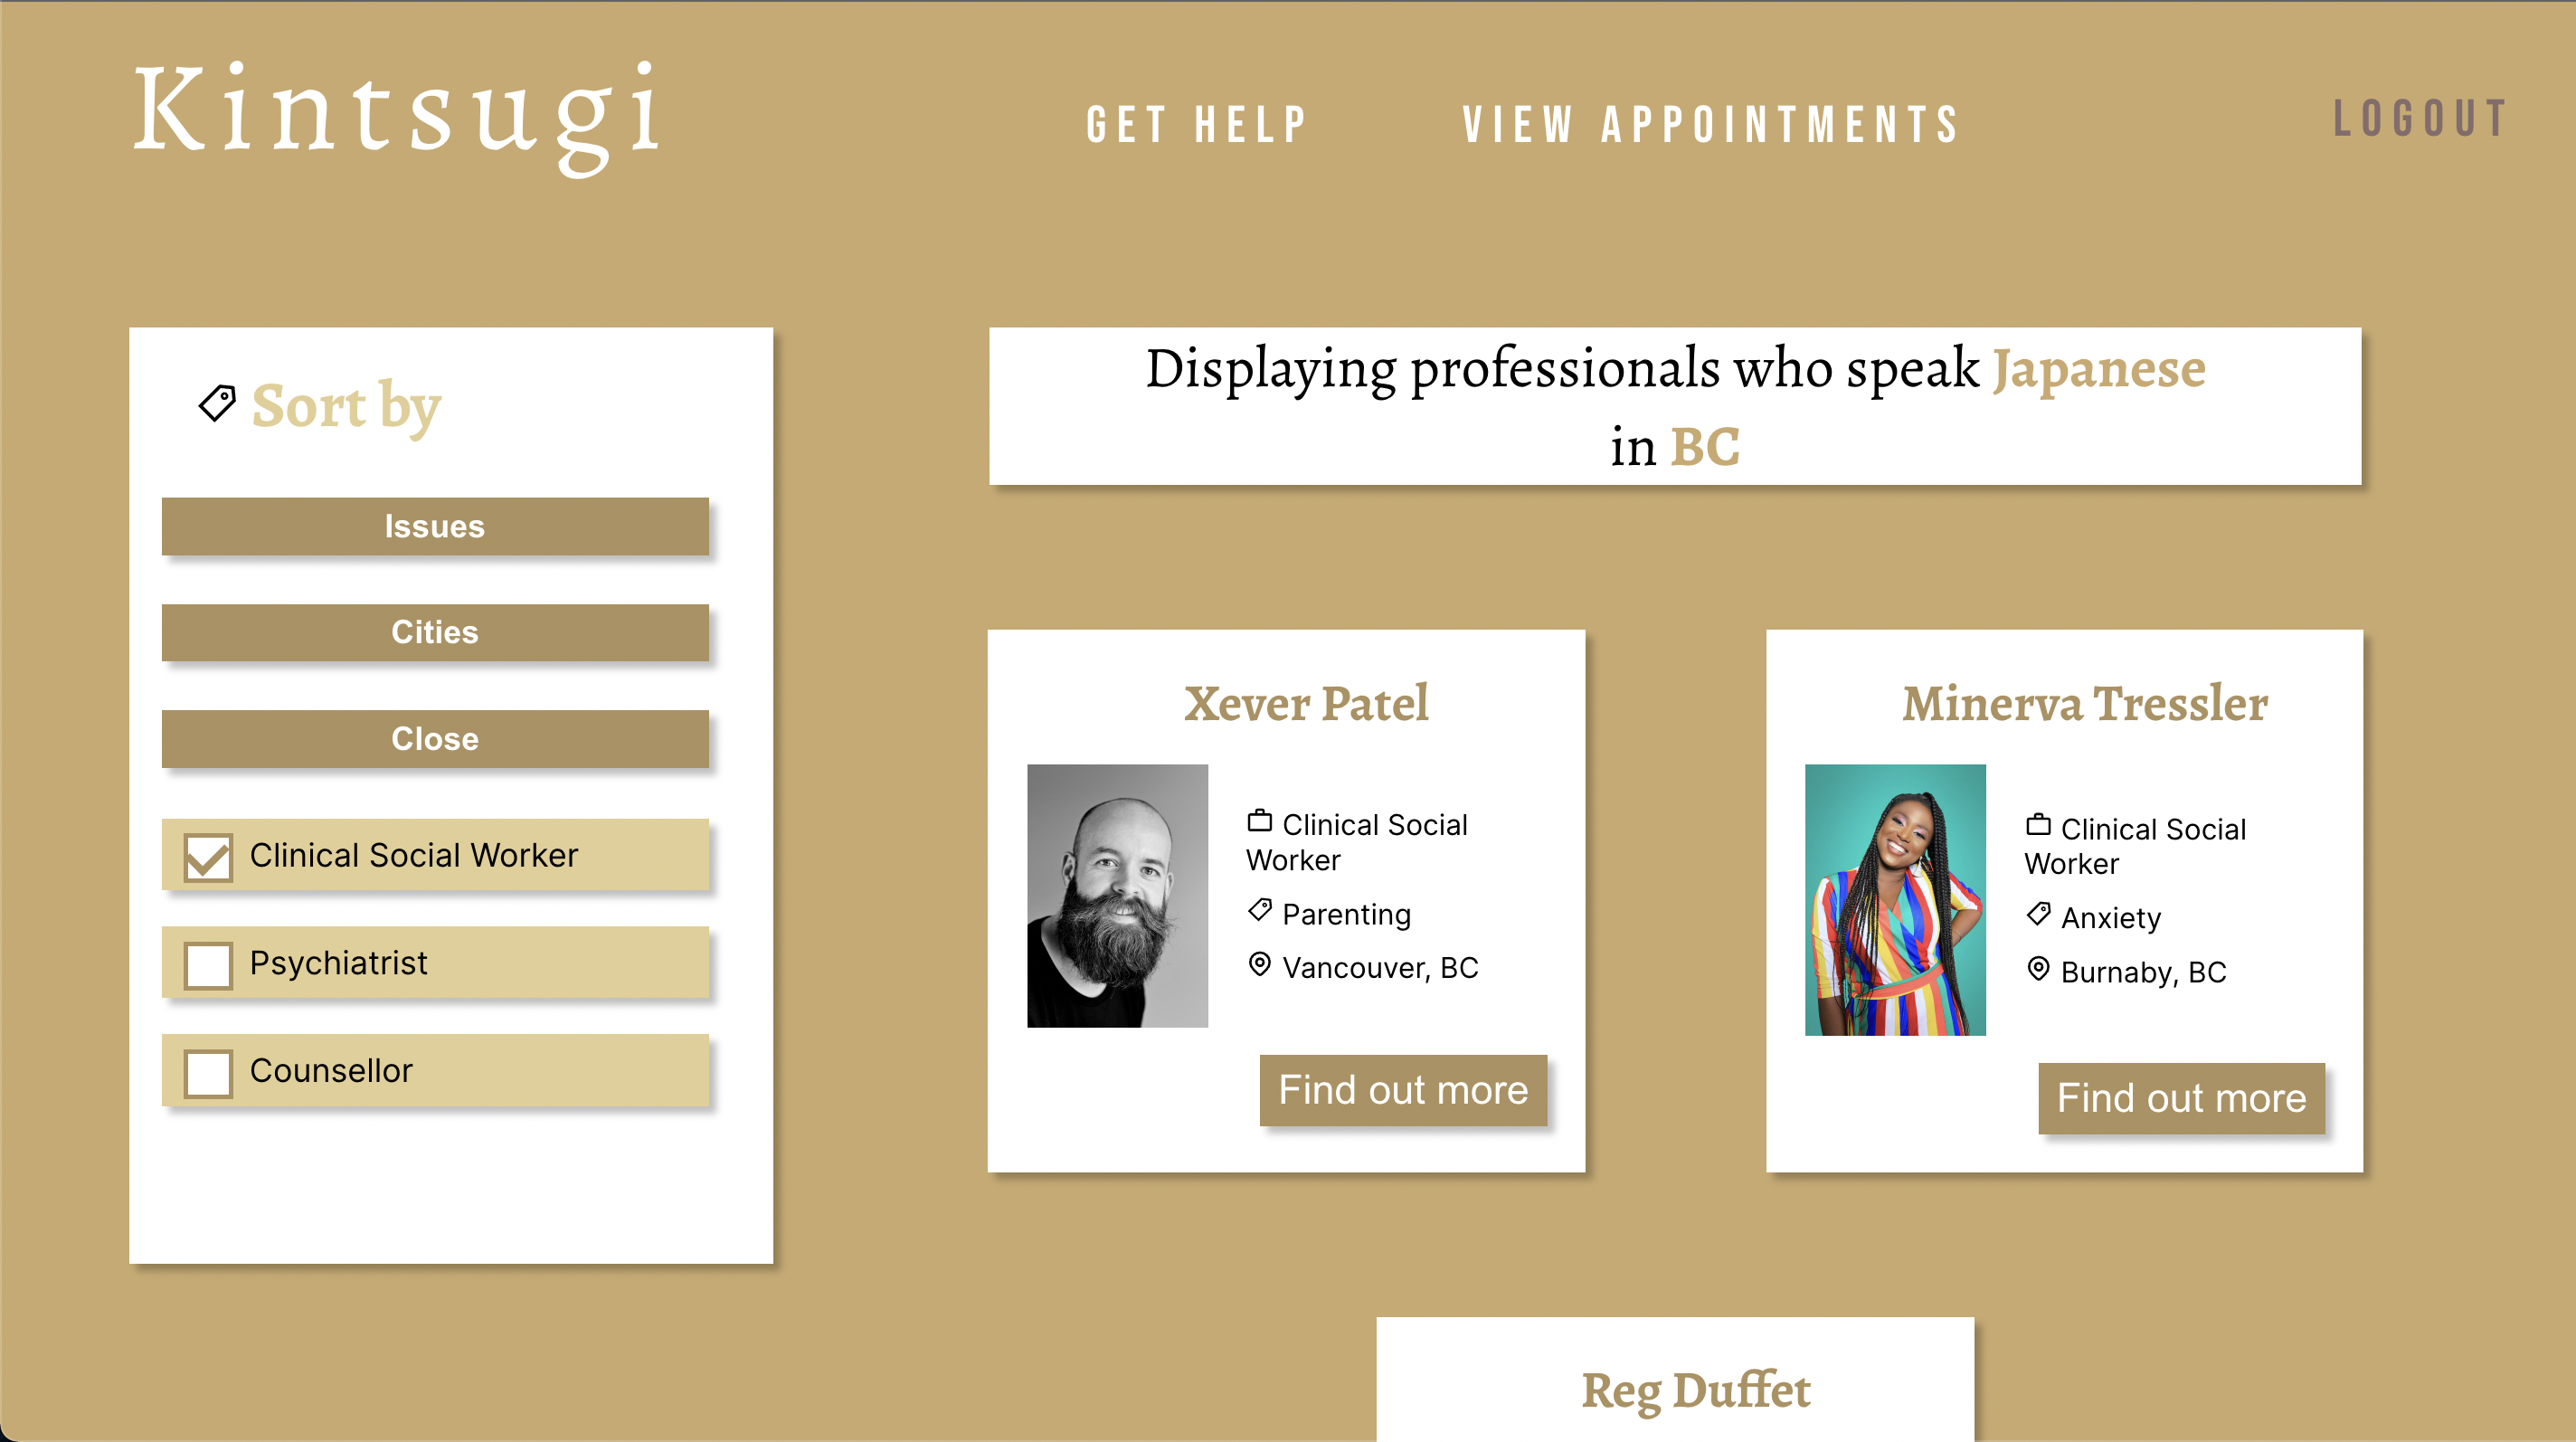 Kintsugi
GET HELP
VIEW APPOINTMENTS
LOGOUT
Sort by
Issues
Cities
Close
Clinical Social Worker
Psychiatrist
Counsellor
Displaying professionals who speak Japanese
in BC
Xever Patel
Clinical Social
Worker
Parenting
Vancouver, BC
Find out more
Minerva Tressler
Clinical Social
Worker
Anxiety
Burnaby, BC
Find out more
Reg Duffet